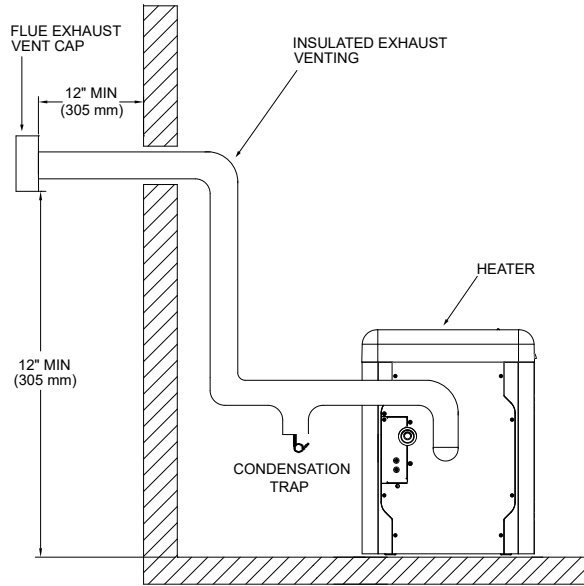 FLUE EXHAUST
VENT CAP
INSULATED EXHAUST
VENTING
12" MIN
(305 mm)
HEATER
12" MIN
(305 mm)
CONDENSATION
TRAP